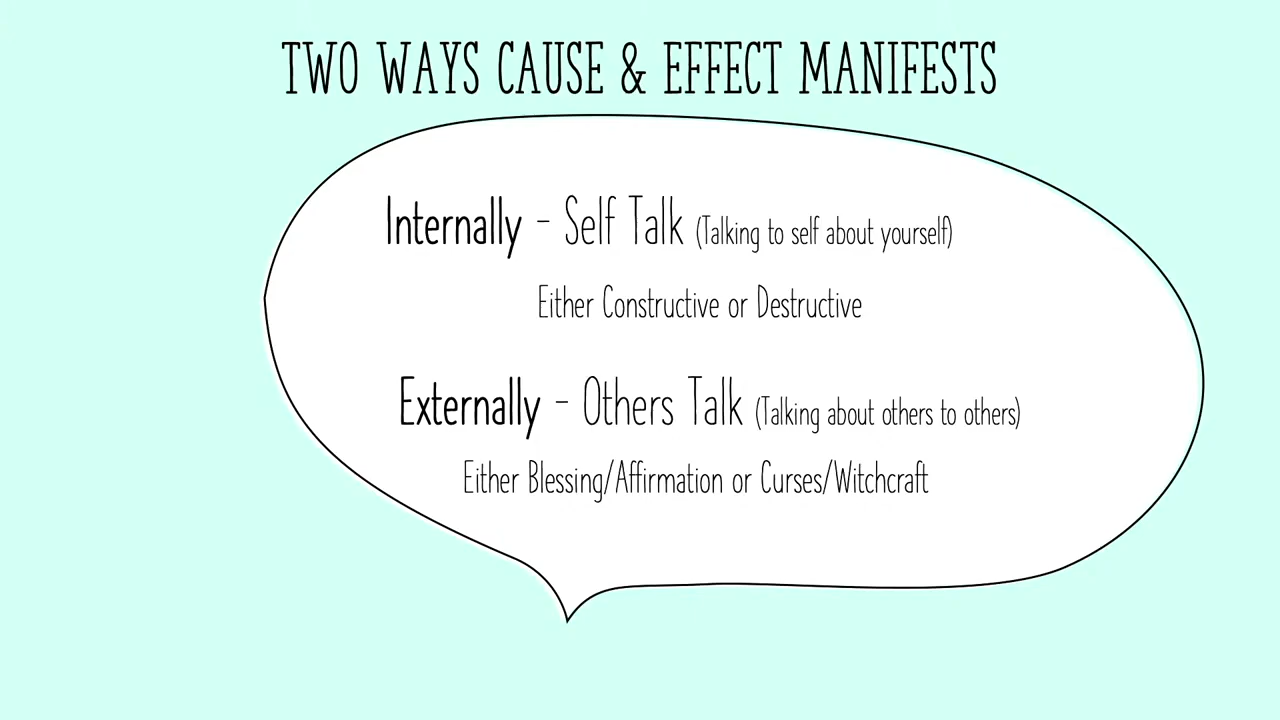 TWO WAYS CAUSE & EFFECT MANIFESTS
Internally - Self Talk (Talking to self about yourself)
Either Constructive or Destructive
Externally - Others Talk (Talking about others to others)
Either Blessing/Affirmation or Curses/Witchcraft